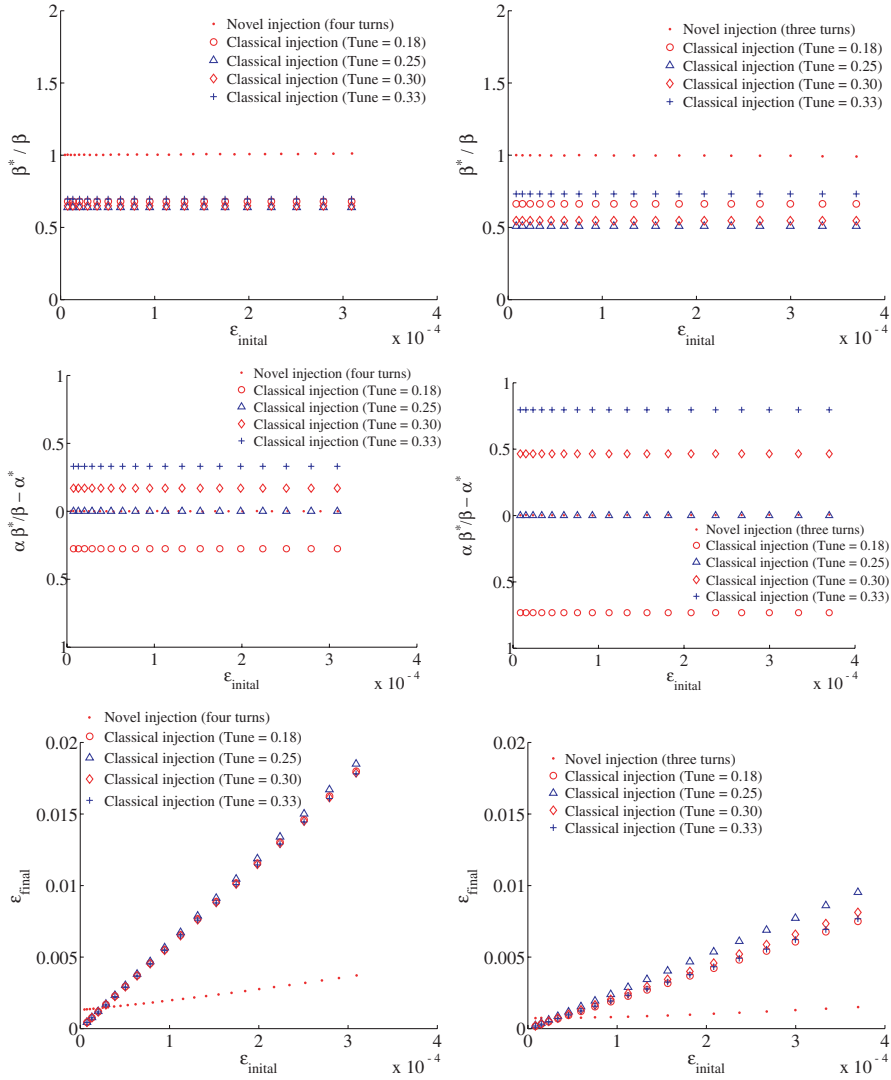 2
1.5
1
0.5
0
β* / β
Novel injection (four turns)
Classical injection (Tune = 0.18)
Classical injection (Tune = 0.25)
Classical injection (Tune = 0.30)
Classical injection (Tune = 0.33)
0 1 2 3 4
x 10⁻⁴
ε_inital
2
1.5
1
0.5
0
β* / β
Novel injection (three turns)
Classical injection (Tune = 0.18)
Classical injection (Tune = 0.25)
Classical injection (Tune = 0.30)
Classical injection (Tune = 0.33)
0 1 2 3 4
x 10⁻⁴
ε_inital
1
0.5
0
0.5
1
α β*/β − α*
Novel injection (four turns)
Classical injection (Tune = 0.18)
Classical injection (Tune = 0.25)
Classical injection (Tune = 0.30)
Classical injection (Tune = 0.33)
0 1 2 3 4
x 10⁻⁴
ε_inital
1
0.5
0
0.5
1
α β*/β − α*
Novel injection (three turns)
Classical injection (Tune = 0.18)
Classical injection (Tune = 0.25)
Classical injection (Tune = 0.30)
Classical injection (Tune = 0.33)
0 1 2 3 4
x 10⁻⁴
ε_inital
Novel injection (four turns)
Classical injection (Tune = 0.18)
Classical injection (Tune = 0.25)
Classical injection (Tune = 0.30)
Classical injection (Tune = 0.33)
0.02
0.015
0.01
0.005
0
ε_final
0 1 2 3 4
x 10⁻⁴
ε_inital
0.02
0.015
0.01
0.005
0
ε_final
Novel injection (three turns)
Classical injection (Tune = 0.18)
Classical injection (Tune = 0.25)
Classical injection (Tune = 0.30)
Classical injection (Tune = 0.33)
0 1 2 3 4
x 10⁻⁴
ε_inital